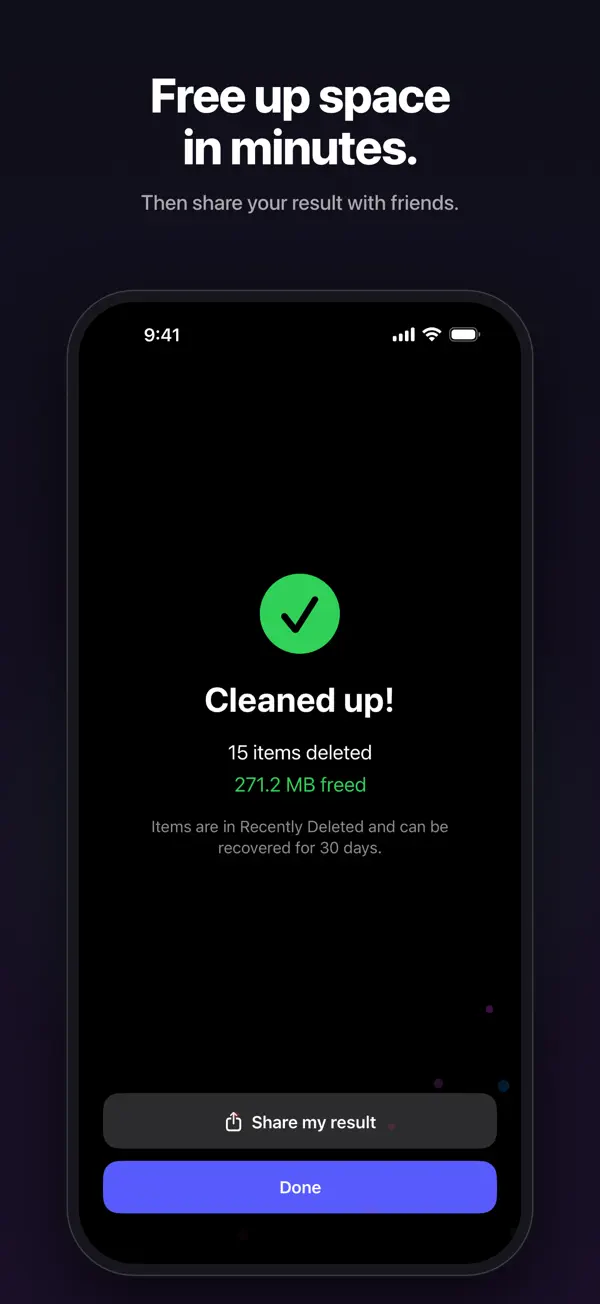 Free up space
in minutes.
Then share your result with friends.
9:41
Cleaned up!
15 items deleted
271.2 MB freed
Items are in Recently Deleted and can be
recovered for 30 days.
Share my result
Done